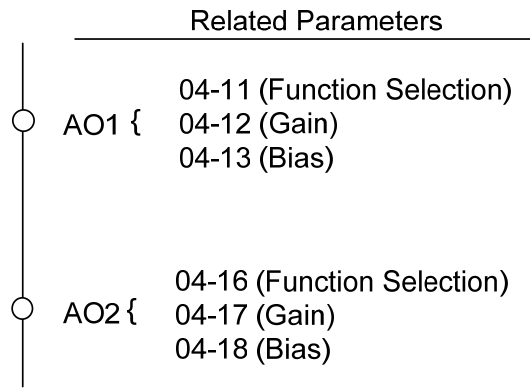 Related Parameters
04-11 (Function Selection)
AO1 { 04-12 (Gain)
04-13 (Bias)
04-16 (Function Selection)
AO2 { 04-17 (Gain)
04-18 (Bias)